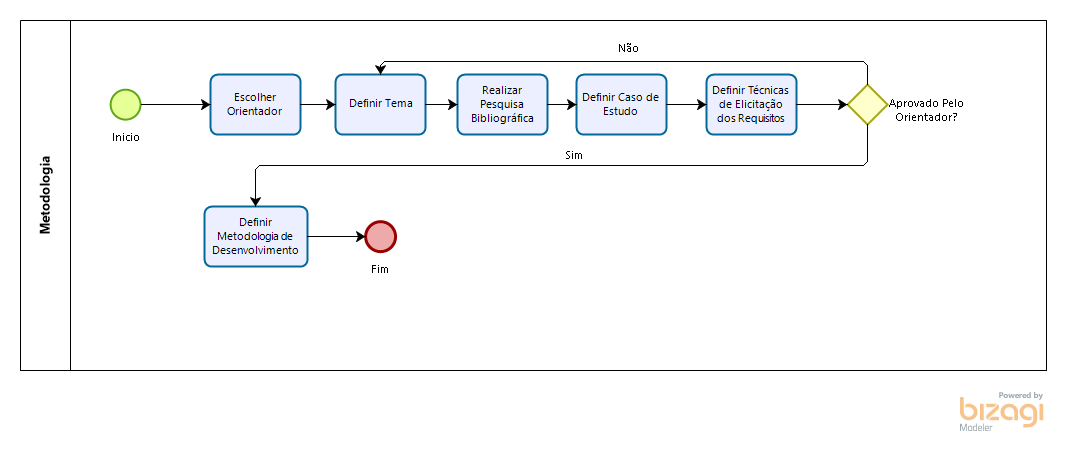 Metodologia
Não
Inicio
Escolher
Orientador
Definir Tema
Realizar
Pesquisa
Bibliográfica
Definir Caso de
Estudo
Definir Técnicas
de Elicitação
dos Requisitos
Aprovado Pelo
Orientador?
Sim
Definir
Metodologia de
Desenvolvimento
Fim
Powered by
bizagi
Modeler